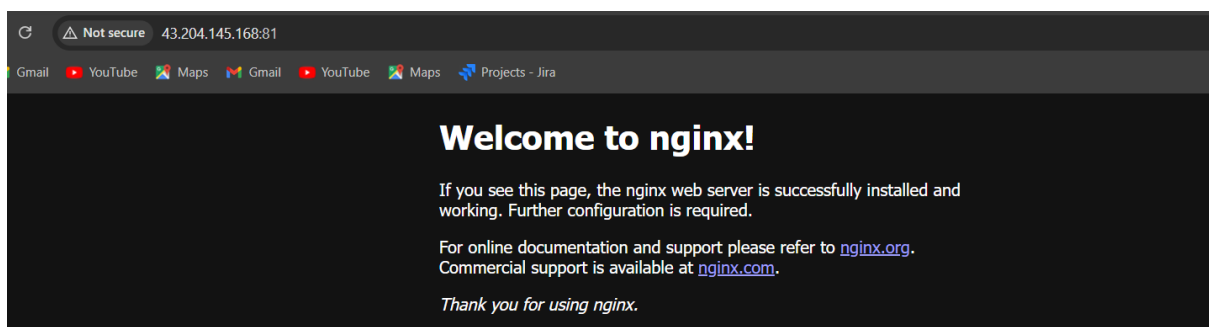 Not secure 43.204.145.168:81
Gmail YouTube Maps Gmail YouTube Maps Projects - Jira
Welcome to nginx!
If you see this page, the nginx web server is successfully installed and
working. Further configuration is required.
For online documentation and support please refer to nginx.org.
Commercial support is available at nginx.com.
Thank you for using nginx.